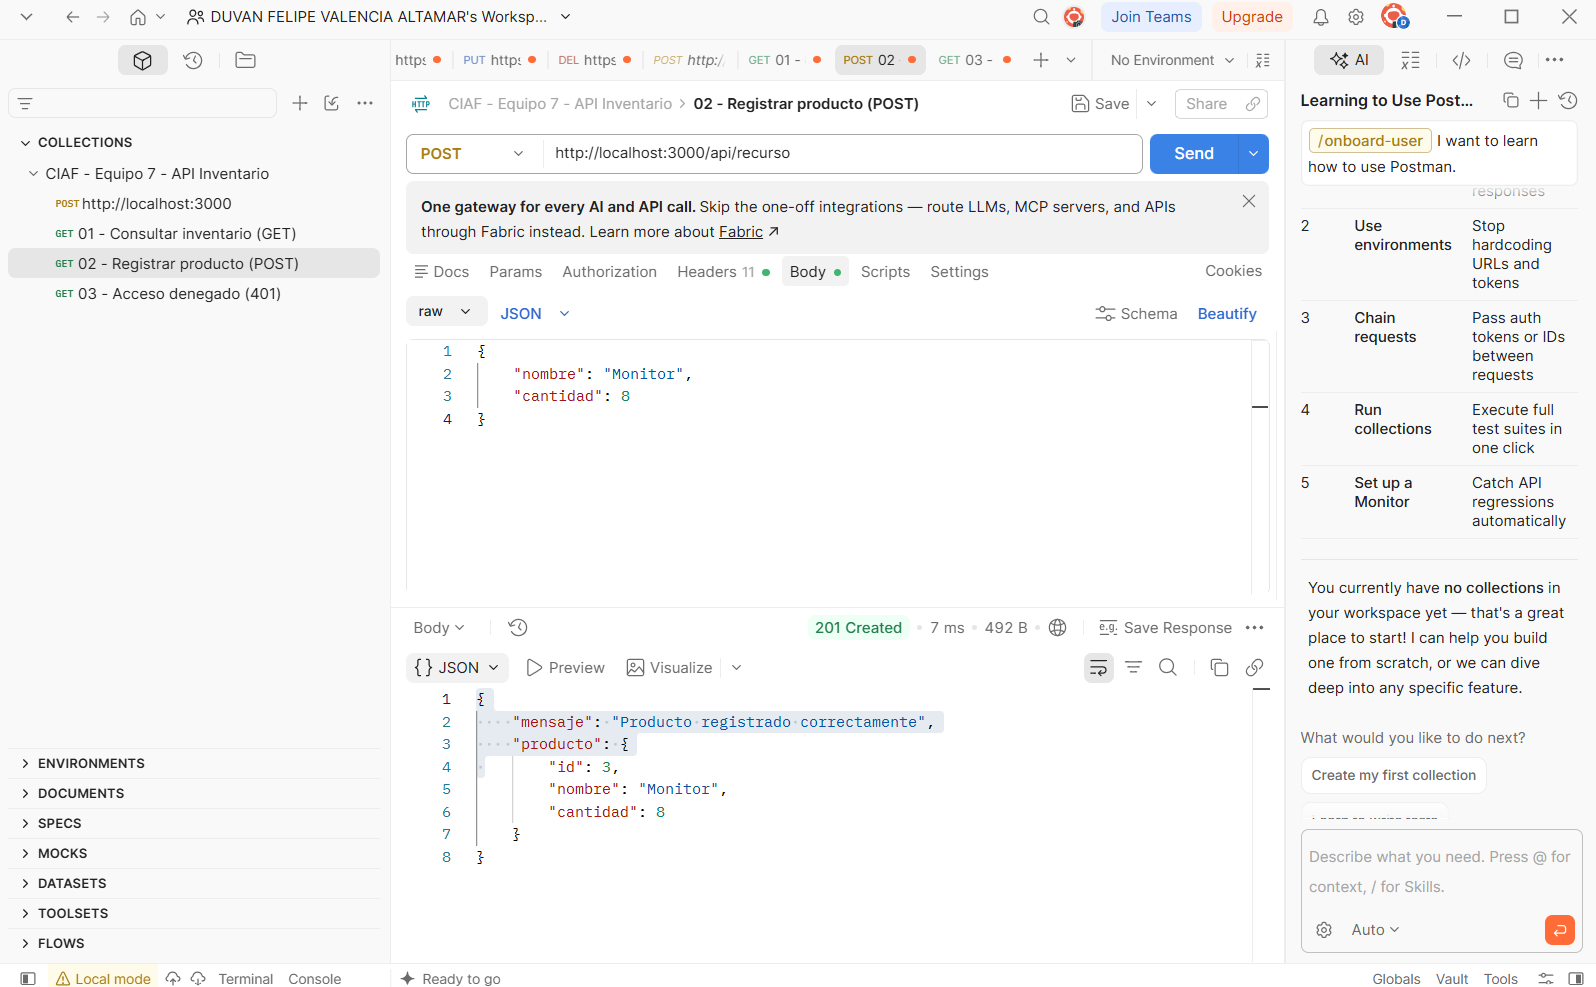 DUVAN FELIPE VALENCIA ALTAMAR's Worksp...
Join Teams
Upgrade
https
PUT https
DEL https
POST http:/
GET 01 -
POST 02
GET 03 -
No Environment
AI
HTTP CIAF - Equipo 7 - API Inventario > 02 - Registrar producto (POST)
Save
Share
Learning to Use Post...
COLLECTIONS
CIAF - Equipo 7 - API Inventario
POST http://localhost:3000
GET 01 - Consultar inventario (GET)
GET 02 - Registrar producto (POST)
GET 03 - Acceso denegado (401)
ENVIRONMENTS
DOCUMENTS
SPECS
MOCKS
DATASETS
TOOLSETS
FLOWS
POST
http://localhost:3000/api/recurso
Send
One gateway for every AI and API call. Skip the one-off integrations — route LLMs, MCP servers, and APIs
through Fabric instead. Learn more about Fabric ↗
Docs
Params
Authorization
Headers 11
Body
Scripts
Settings
Cookies
raw
JSON
Schema
Beautify
1 {
2 "nombre": "Monitor",
3 "cantidad": 8
4 }
Body
201 Created
7 ms
492 B
e.g. Save Response
{} JSON
Preview
Visualize
1 {
2 "mensaje": "Producto registrado correctamente",
3 "producto": {
4 "id": 3,
5 "nombre": "Monitor",
6 "cantidad": 8
7 }
8 }
/onboard-user I want to learn
how to use Postman.
responses
2 Use environments
Stop hardcoding URLs and tokens
3 Chain requests
Pass auth tokens or IDs between requests
4 Run collections
Execute full test suites in one click
5 Set up a Monitor
Catch API regressions automatically
You currently have no collections in
your workspace yet — that's a great
place to start! I can help you build
one from scratch, or we can dive
deep into any specific feature.
What would you like to do next?
Create my first collection
Describe what you need. Press @ for
context, / for Skills.
Auto
Local mode
Terminal
Console
Ready to go
Globals
Vault
Tools